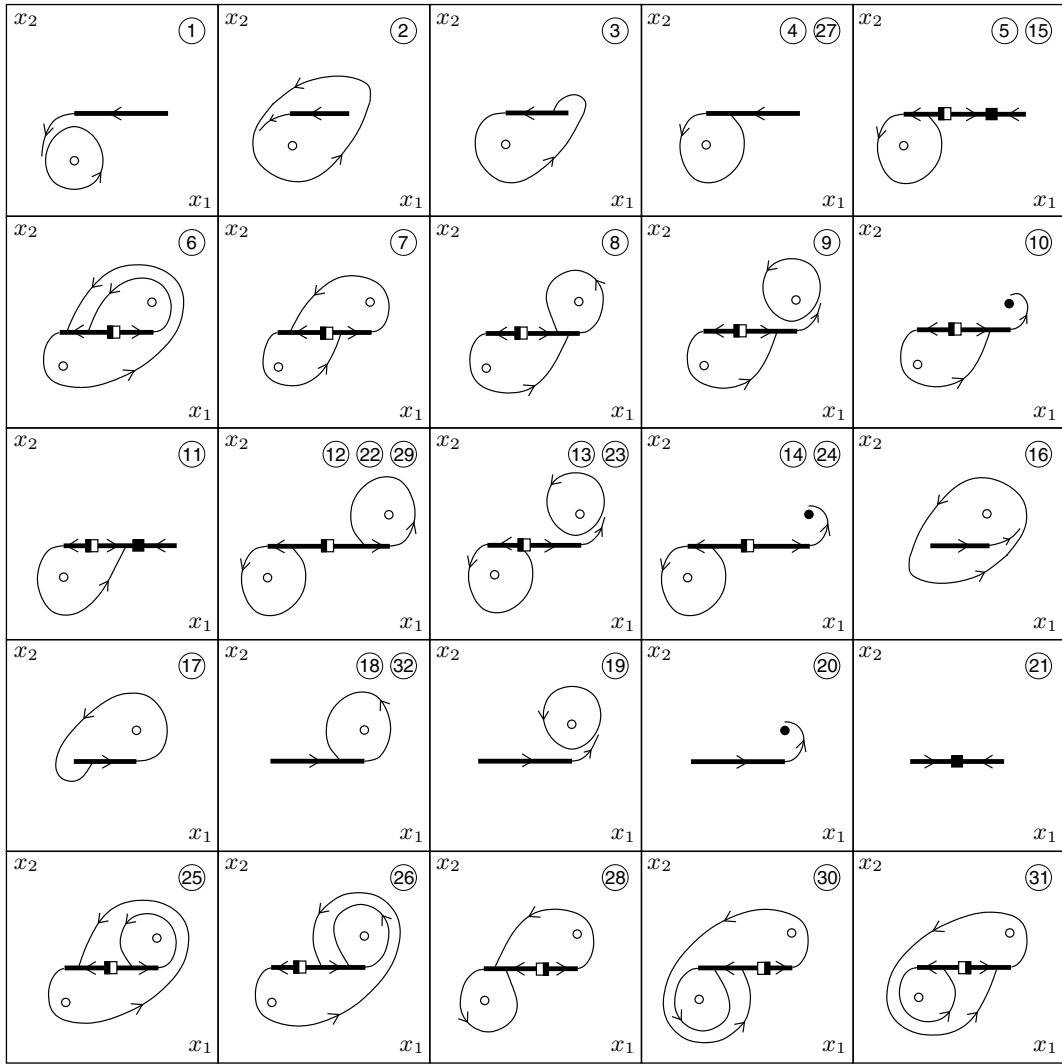 x₂ ① x₂ ② x₂ ③ x₂ ④ ㉗ x₂ ⑤ ⑮
x₁ x₁ x₁ x₁ x₁
x₂ ⑥ x₂ ⑦ x₂ ⑧ x₂ ⑨ x₂ ⑩
x₁ x₁ x₁ x₁ x₁
x₂ ⑪ x₂ ⑫ ㉒ ㉙ x₂ ⑬ ㉓ x₂ ⑭ ㉔ x₂ ⑯
x₁ x₁ x₁ x₁ x₁
x₂ ⑰ x₂ ⑱ ㉜ x₂ ⑲ x₂ ⑳ x₂ ㉑
x₁ x₁ x₁ x₁ x₁
x₂ ㉕ x₂ ㉖ x₂ ㉘ x₂ ㉚ x₂ ㉛
x₁ x₁ x₁ x₁ x₁